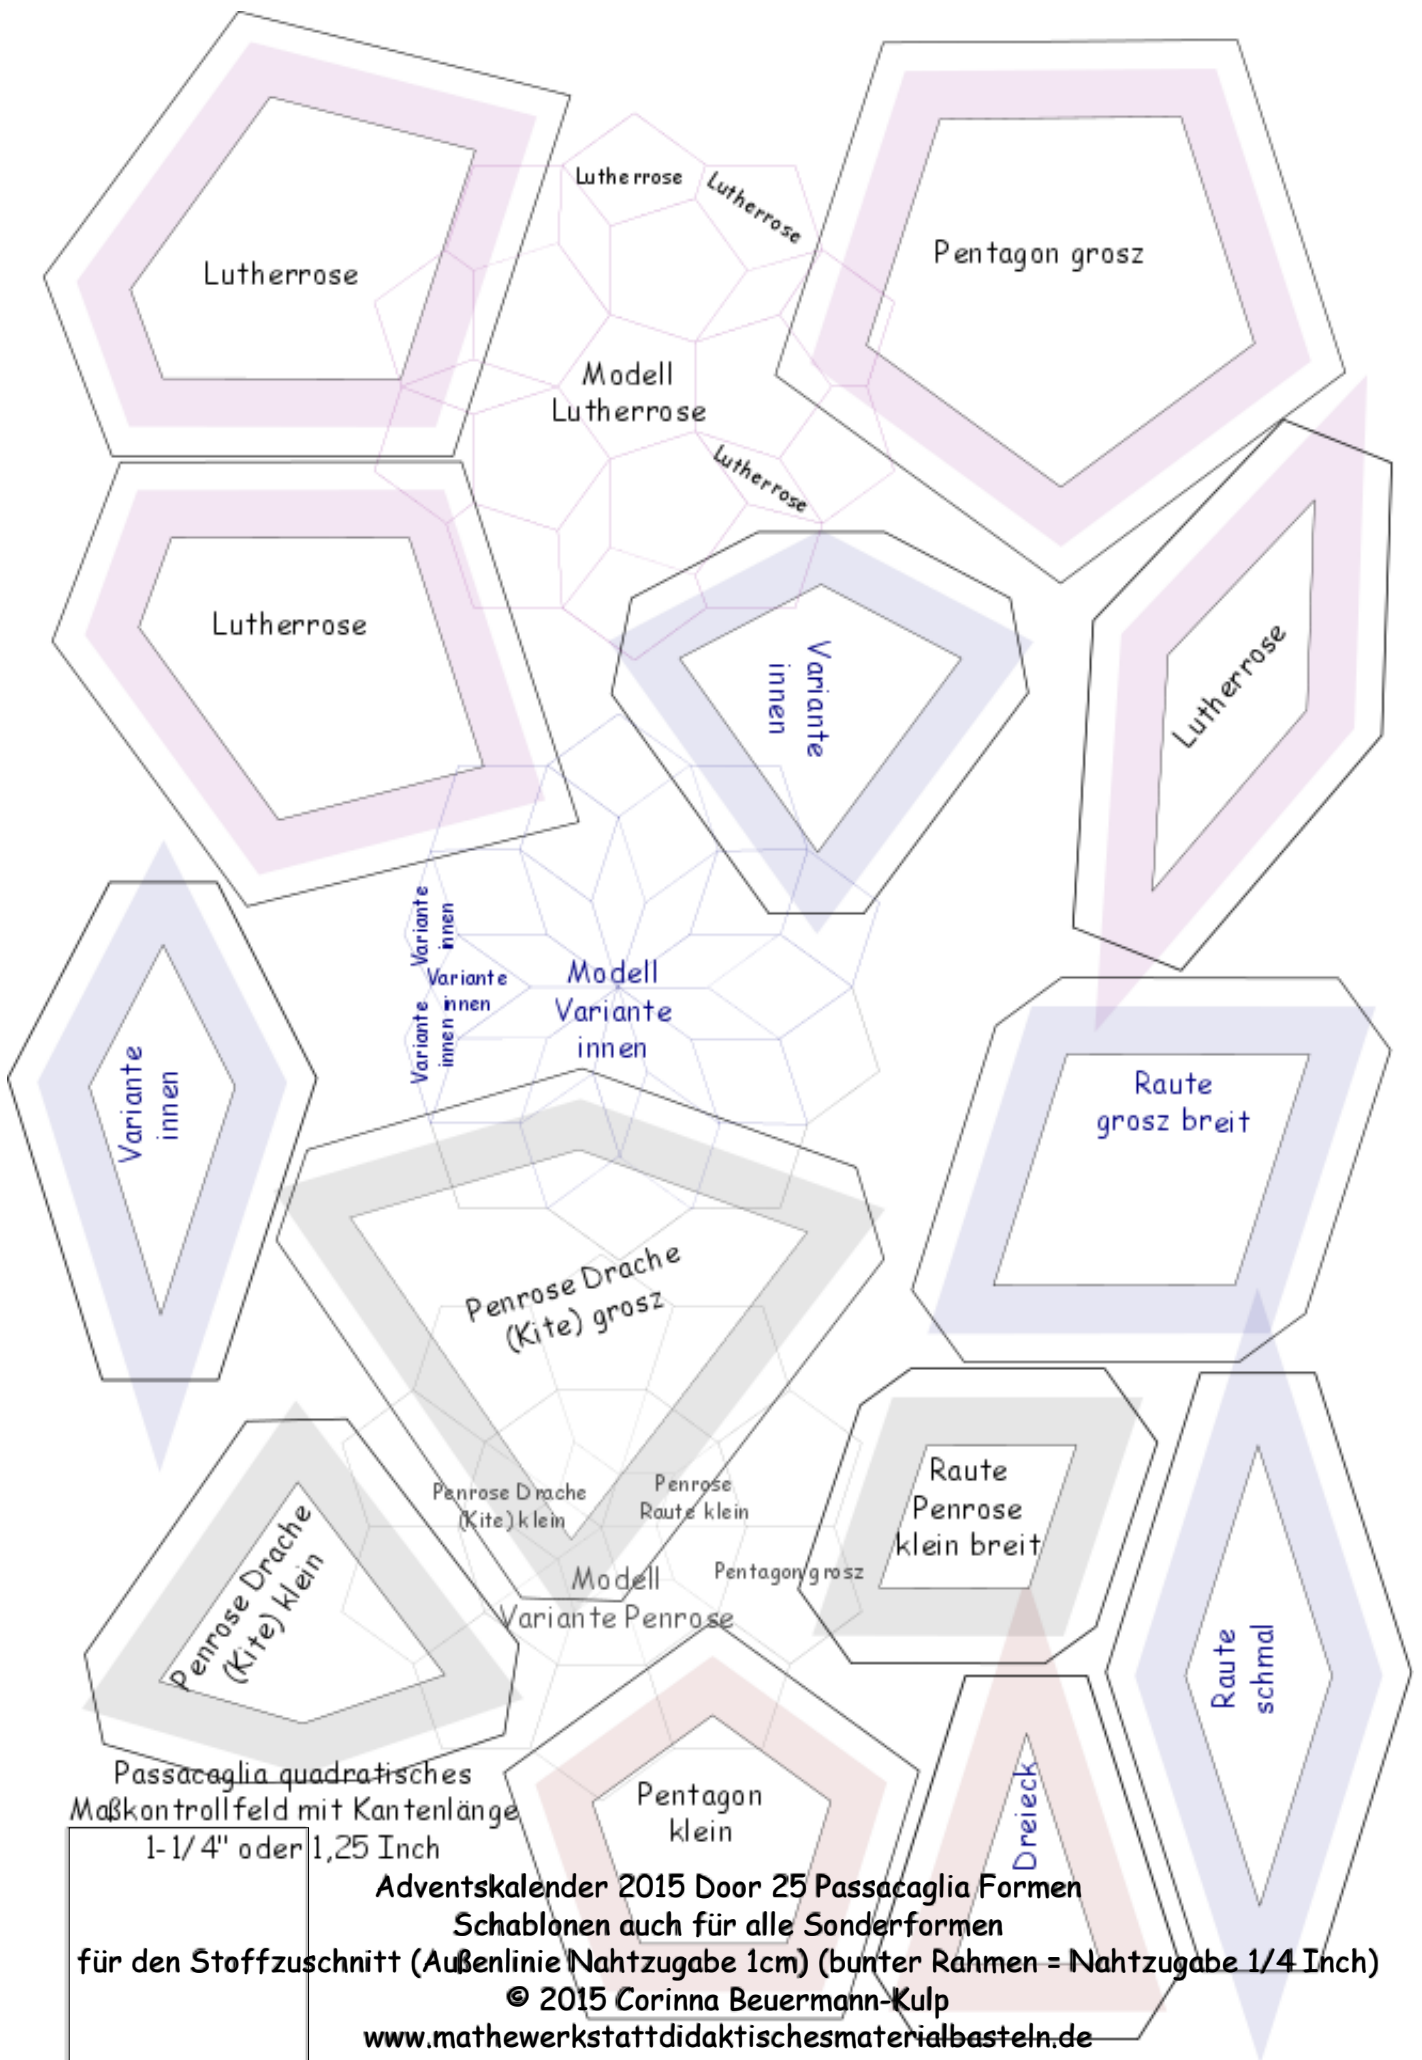 Lutherrose
Lutherrose
Pentagon grosz
Lutherrose
Modell
Lutherrose
Lutherrose
Lutherrose
Variante
innen
Lutherrose
Variante
innen
Variante
innen
Variante
innen
Modell
Variante
innen
Variante
innen
Raute
grosz breit
Penrose Drache
(Kite) grosz
Penrose Drache
(Kite) klein
Penrose
Raute klein
Raute
Penrose
klein breit
Penrose Drache
(Kite) klein
Modell
Variante Penrose
Pentagon grosz
Raute
schmal
Pentagon
klein
Dreieck
Passacaglia quadratisches
Maßkontrollfeld mit Kantenlänge
1-1/4" oder 1,25 Inch
Adventskalender 2015 Door 25 Passacaglia Formen
Schablonen auch für alle Sonderformen
für den Stoffzuschnitt (Außenlinie Nahtzugabe 1cm) (bunter Rahmen = Nahtzugabe 1/4 Inch)
© 2015 Corinna Beuermann-Kulp
www.mathewerkstattdidaktischesmaterialbasteln.de